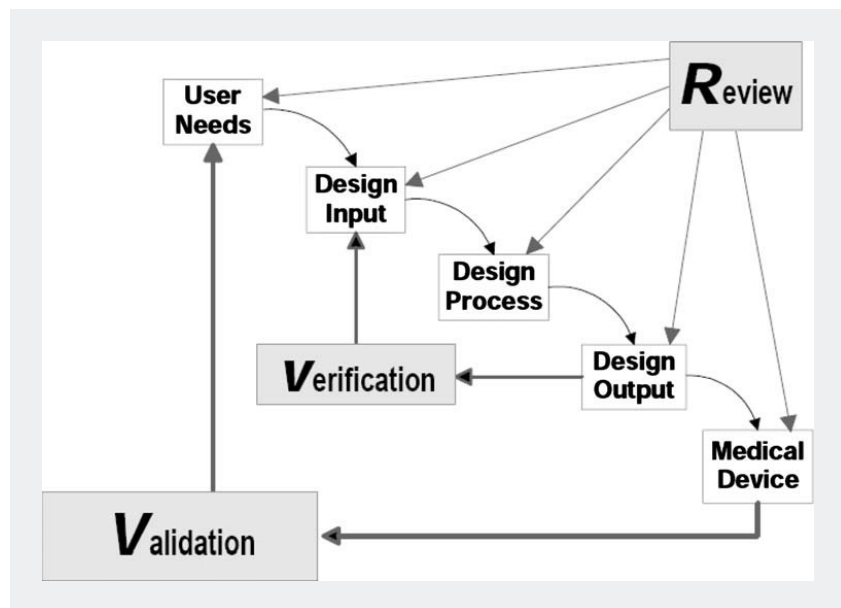 User
Needs
Review
Design
Input
Design
Process
Verification
Design
Output
Medical
Device
Validation